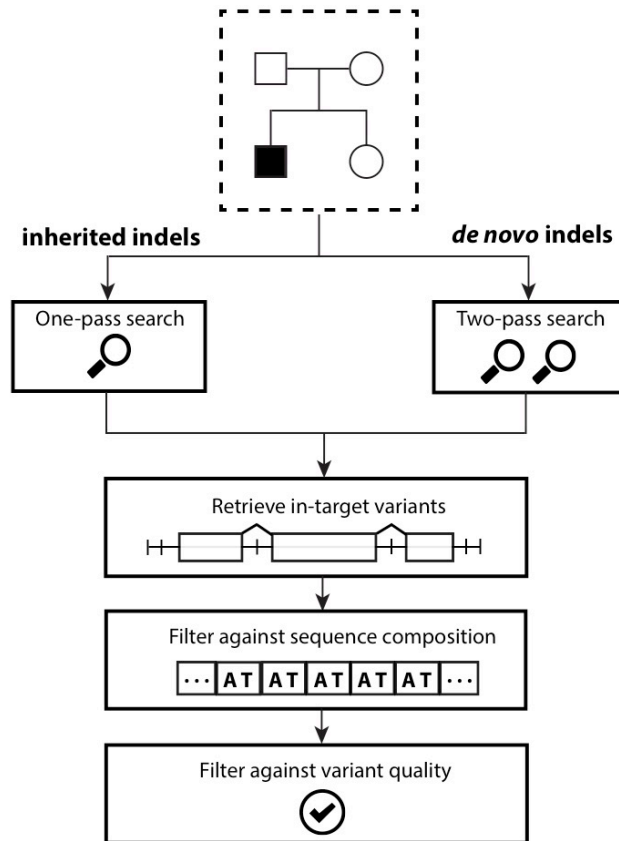 inherited indels
de novo indels
One-pass search
Two-pass search
Retrieve in-target variants
Filter against sequence composition
... AT AT AT AT AT ...
Filter against variant quality